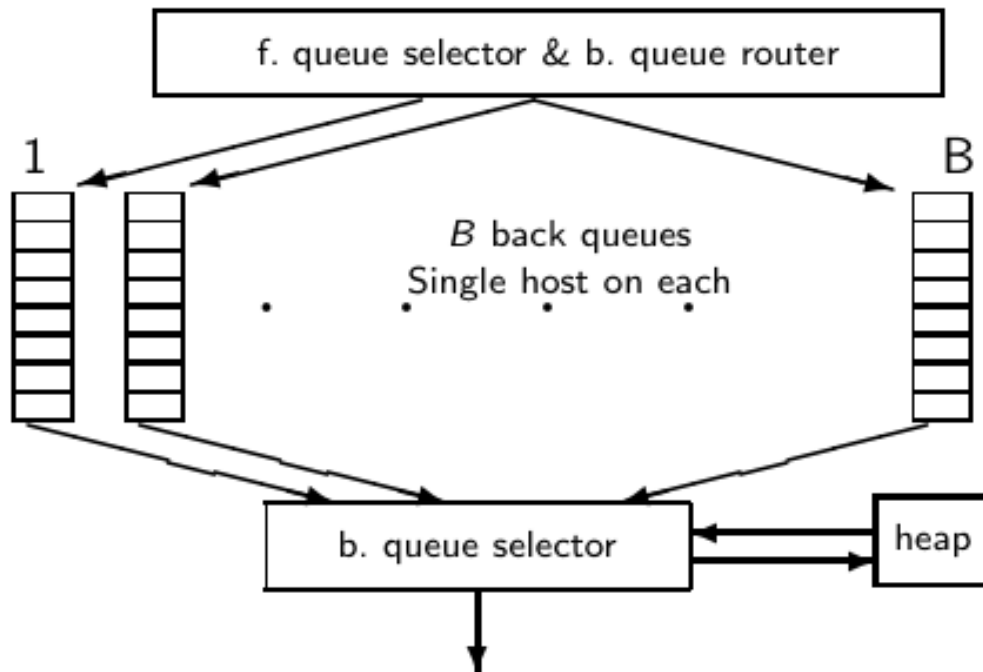 f. queue selector & b. queue router
1
B
B back queues
Single host on each
b. queue selector
heap